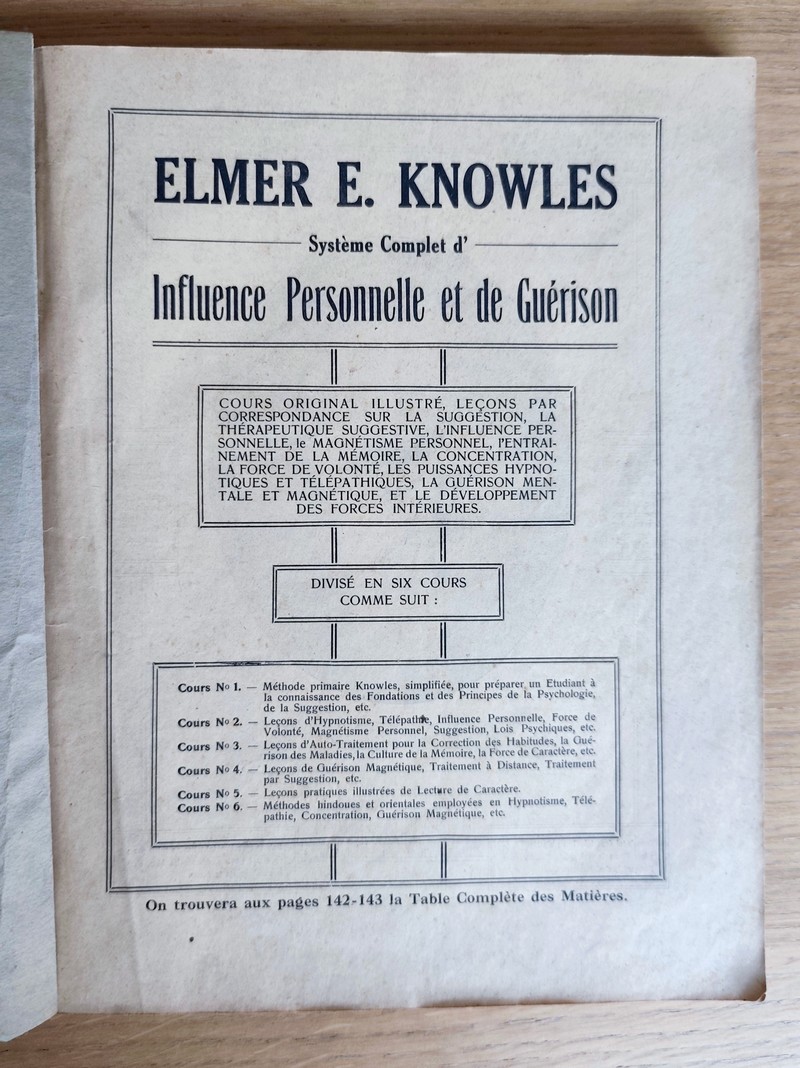 ELMER E. KNOWLES
Système Complet d'
Influence Personnelle et de Guérison
COURS ORIGINAL ILLUSTRÉ, LEÇONS PAR
CORRESPONDANCE SUR LA SUGGESTION, LA
THÉRAPEUTIQUE SUGGESTIVE, L'INFLUENCE PER-
SONNELLE, le MAGNÉTISME PERSONNEL, l'ENTRAI-
NEMENT DE LA MÉMOIRE, LA CONCENTRATION,
LA FORCE DE VOLONTÉ, LES PUISSANCES HYPNO-
TIQUES ET TÉLÉPATHIQUES, LA GUÉRISON MEN-
TALE ET MAGNÉTIQUE, ET LE DÉVELOPPEMENT
DES FORCES INTÉRIEURES.
DIVISÉ EN SIX COURS
COMME SUIT :
Cours No 1. — Méthode primaire Knowles, simplifiée, pour préparer un Etudiant à
la connaissance des Fondations et des Principes de la Psychologie,
de la Suggestion, etc.
Cours No 2. — Leçons d'Hypnotisme, Télépathie, Influence Personnelle, Force de
Volonté, Magnétisme Personnel, Suggestion, Lois Psychiques, etc.
Cours No 3. — Leçons d'Auto-Traitement pour la Correction des Habitudes, la Gué-
rison des Maladies, la Culture de la Mémoire, la Force de Caractère, etc.
Cours No 4. — Leçons de Guérison Magnétique, Traitement à Distance, Traitement
par Suggestion, etc.
Cours No 5. — Leçons pratiques illustrées de Lecture de Caractère.
Cours No 6. — Méthodes hindoues et orientales employées en Hypnotisme, Télé-
pathie, Concentration, Guérison Magnétique, etc.
On trouvera aux pages 142-143 la Table Complète des Matières.